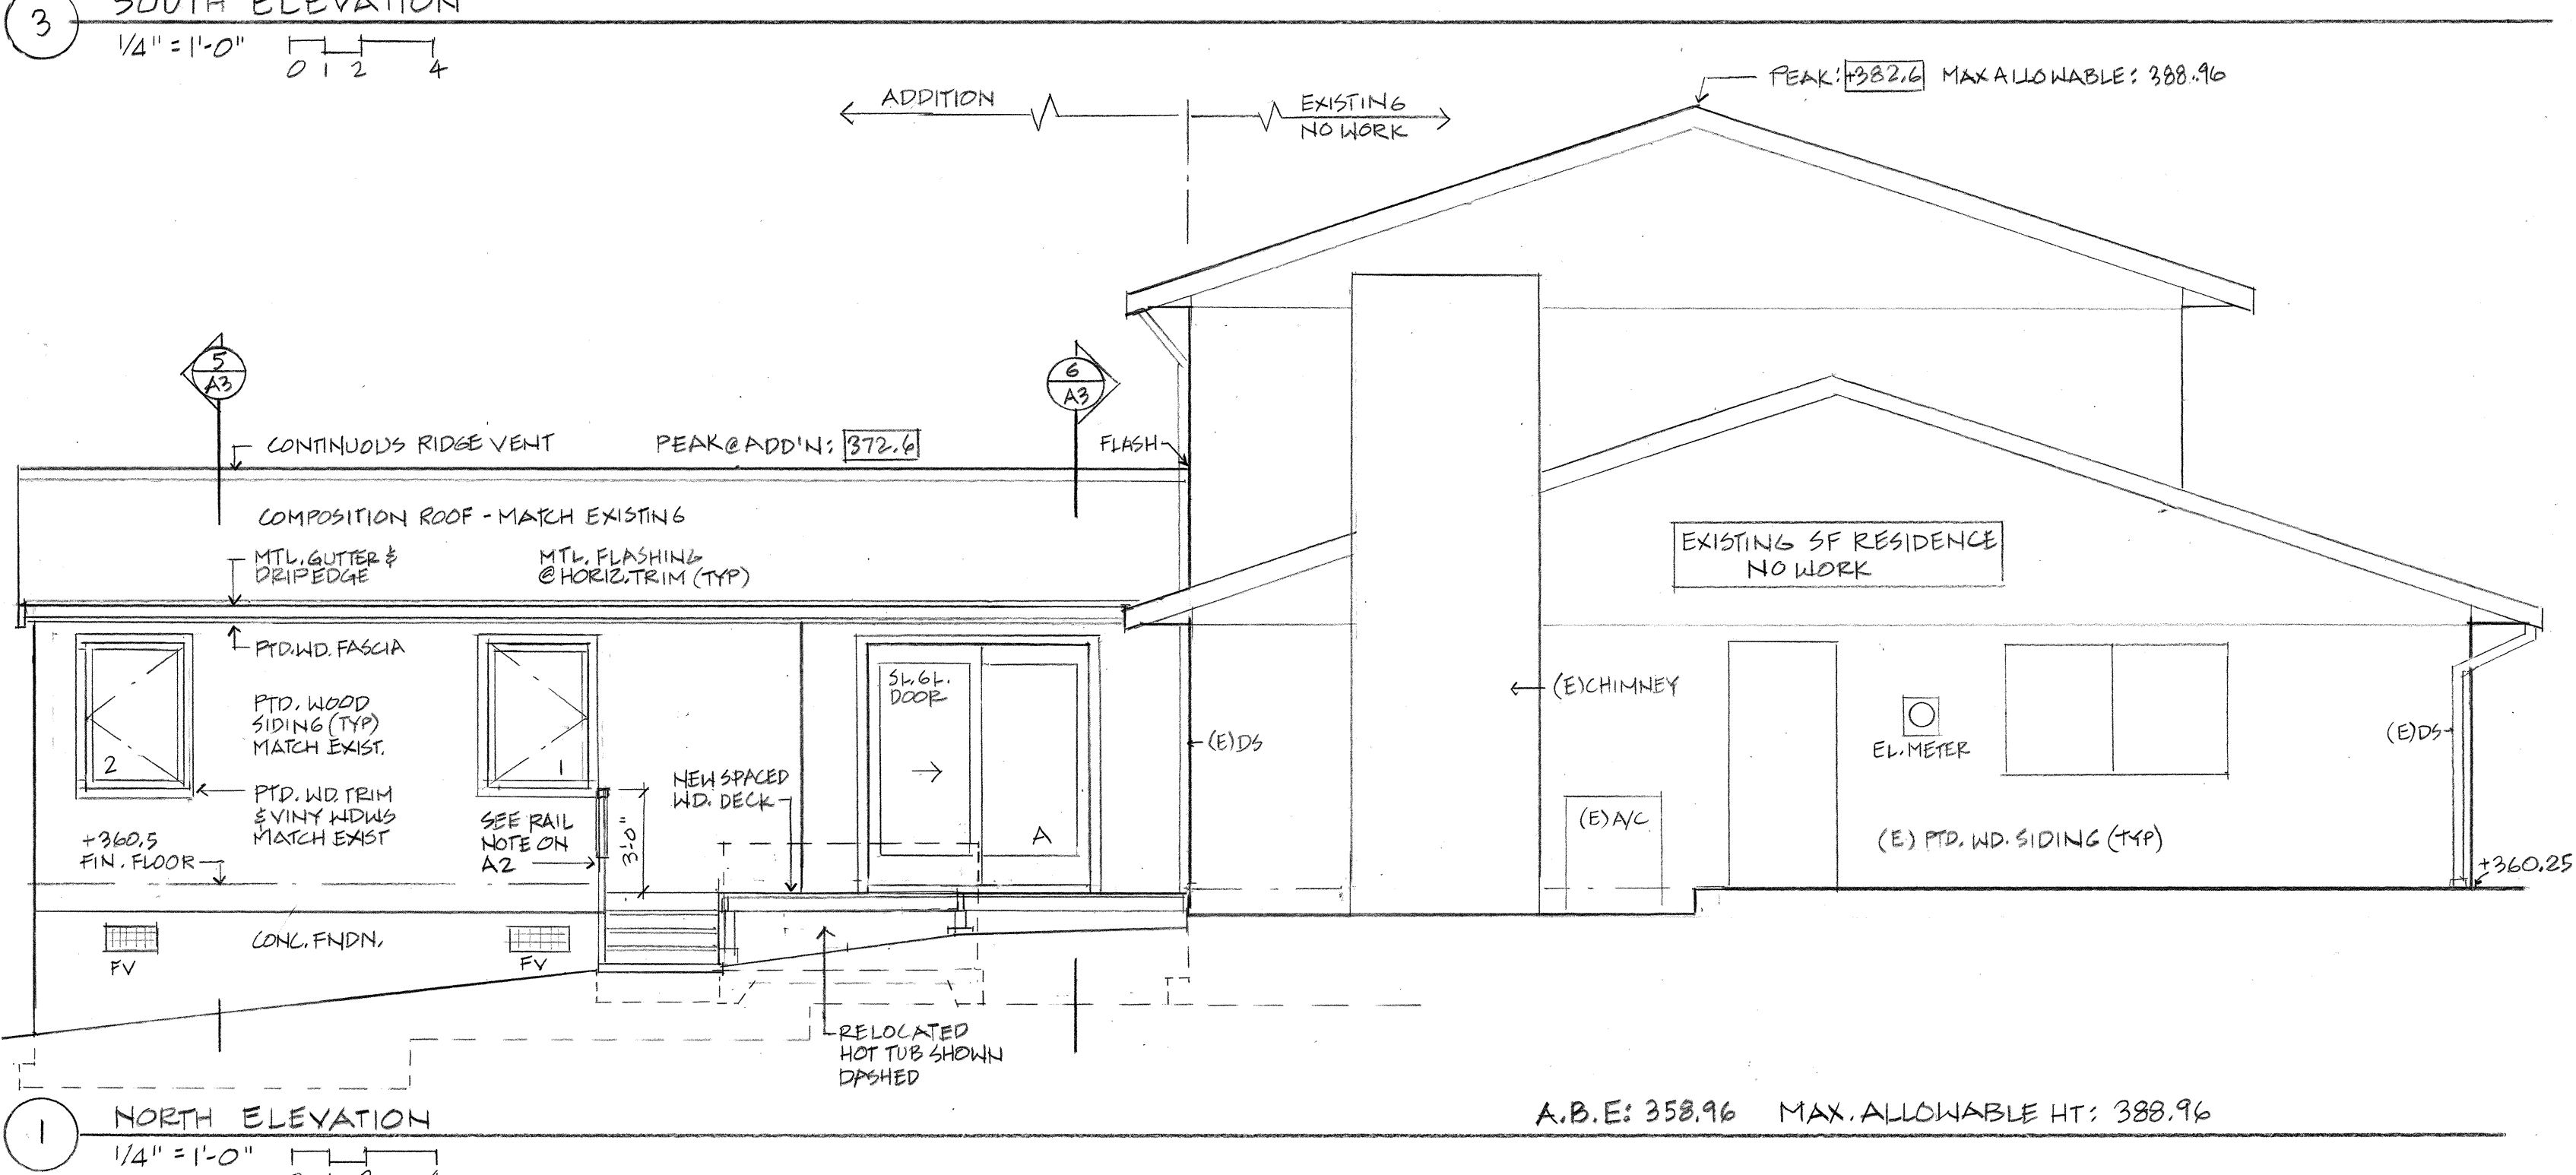 3
SOUTH ELEVATION
1/4" = 1'-0"
0 1 2 4
ADDITION
EXISTING
NO WORK
PEAK: +382.6 MAX ALLOWABLE: 388.96
5
A3
6
A3
CONTINUOUS RIDGE VENT
PEAK@ADD'N: 372.6
FLASH
COMPOSITION ROOF - MATCH EXISTING
MTL. GUTTER &
DRIP EDGE
MTL. FLASHING
@HORIZ. TRIM (TYP)
EXISTING SF RESIDENCE
NO WORK
PTD. WD. FASCIA
PTD. WOOD
SIDING (TYP)
MATCH EXIST.
2
1
PTD. WD. TRIM
& VINY WDWS
MATCH EXIST
+360.5
FIN. FLOOR
SEE RAIL
NOTE ON
A2
3'-0"
NEW SPACED
WD. DECK
SL. GL.
DOOR
A
(E)DS
(E)CHIMNEY
(E)A/C
EL. METER
(E) PTD. WD. SIDING (TYP)
(E)DS
+360.25
FV
CONC. FNDN.
FV
RELOCATED
HOT TUB SHOWN
DASHED
1
NORTH ELEVATION
1/4" = 1'-0"
A.B.E: 358.96 MAX. ALLOWABLE HT: 388.96